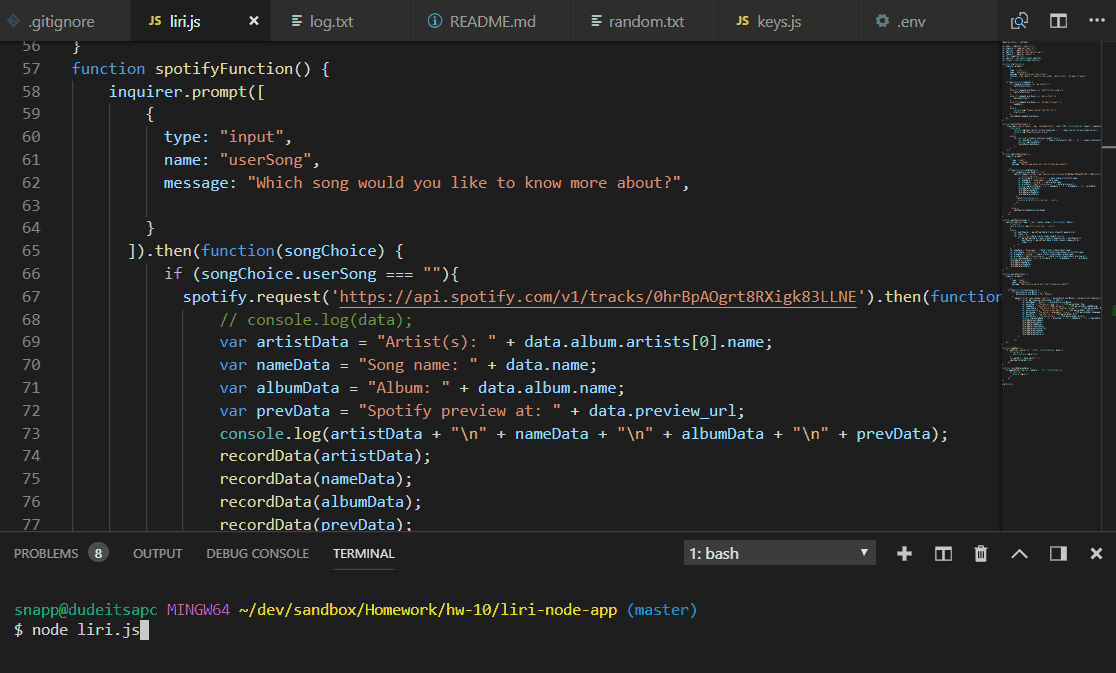 .gitignore
JS liri.js
log.txt
README.md
random.txt
JS keys.js
.env
56 }
57 function spotifyFunction() {
58 inquirer.prompt([
59 {
60 type: "input",
61 name: "userSong",
62 message: "Which song would you like to know more about?",
63
64 }
65 ]).then(function(songChoice) {
66 if (songChoice.userSong === ""){
67 spotify.request('https://api.spotify.com/v1/tracks/0hrBpAOgrt8RXigk83LLNE').then(function
68 // console.log(data);
69 var artistData = "Artist(s): " + data.album.artists[0].name;
70 var nameData = "Song name: " + data.name;
71 var albumData = "Album: " + data.album.name;
72 var prevData = "Spotify preview at: " + data.preview_url;
73 console.log(artistData + "\n" + nameData + "\n" + albumData + "\n" + prevData);
74 recordData(artistData);
75 recordData(nameData);
76 recordData(albumData);
77 recordData(prevData);
PROBLEMS 8 OUTPUT DEBUG CONSOLE TERMINAL 1: bash
snapp@dudeitsapc MINGW64 ~/dev/sandbox/Homework/hw-10/liri-node-app (master)
$ node liri.js